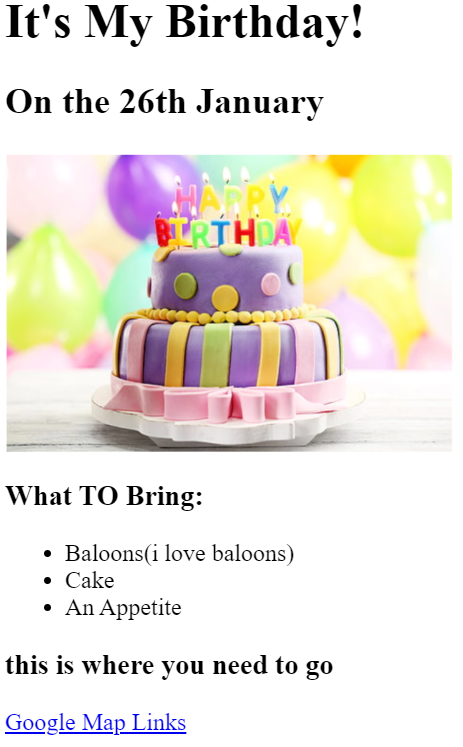 It's My Birthday!
On the 26th January
HAPPY
BIRTHDAY
What TO Bring:
Baloons(i love baloons)
Cake
An Appetite
this is where you need to go
Google Map Links